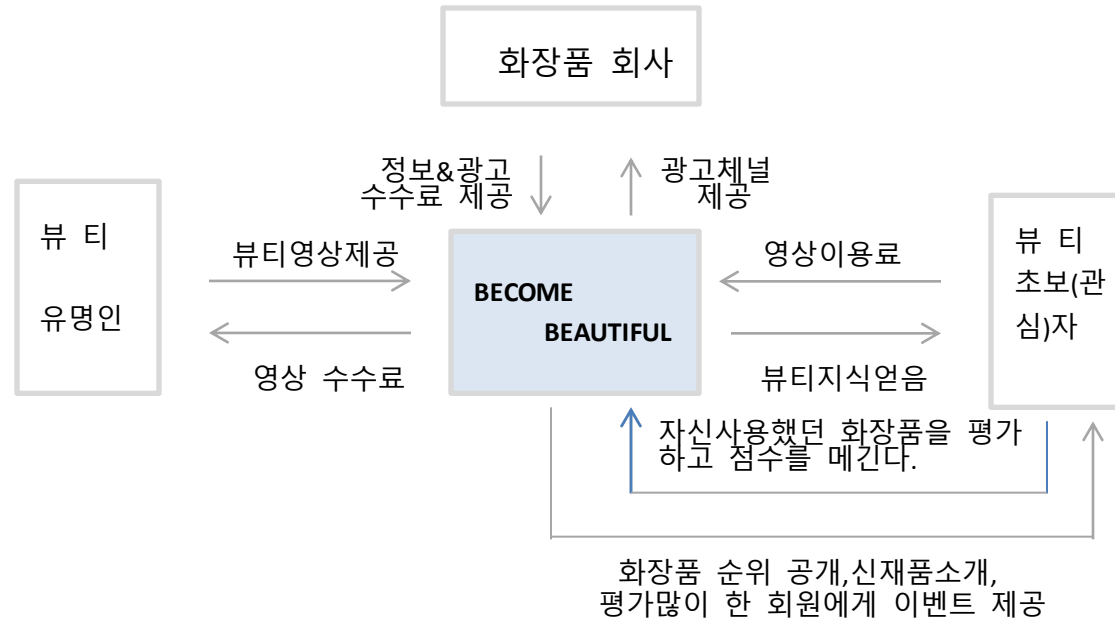 화장품 회사
정보&광고
수수료 제공
광고체널
제공
뷰 티
유명인
뷰티영상제공
영상 수수료
BECOME
BEAUTIFUL
영상이용료
뷰티지식얻음
뷰 티
초보(관
심)자
자신사용했던 화장품을 평가
하고 점수를 메긴다.
화장품 순위 공개,신재품소개,
평가많이 한 회원에게 이벤트 제공